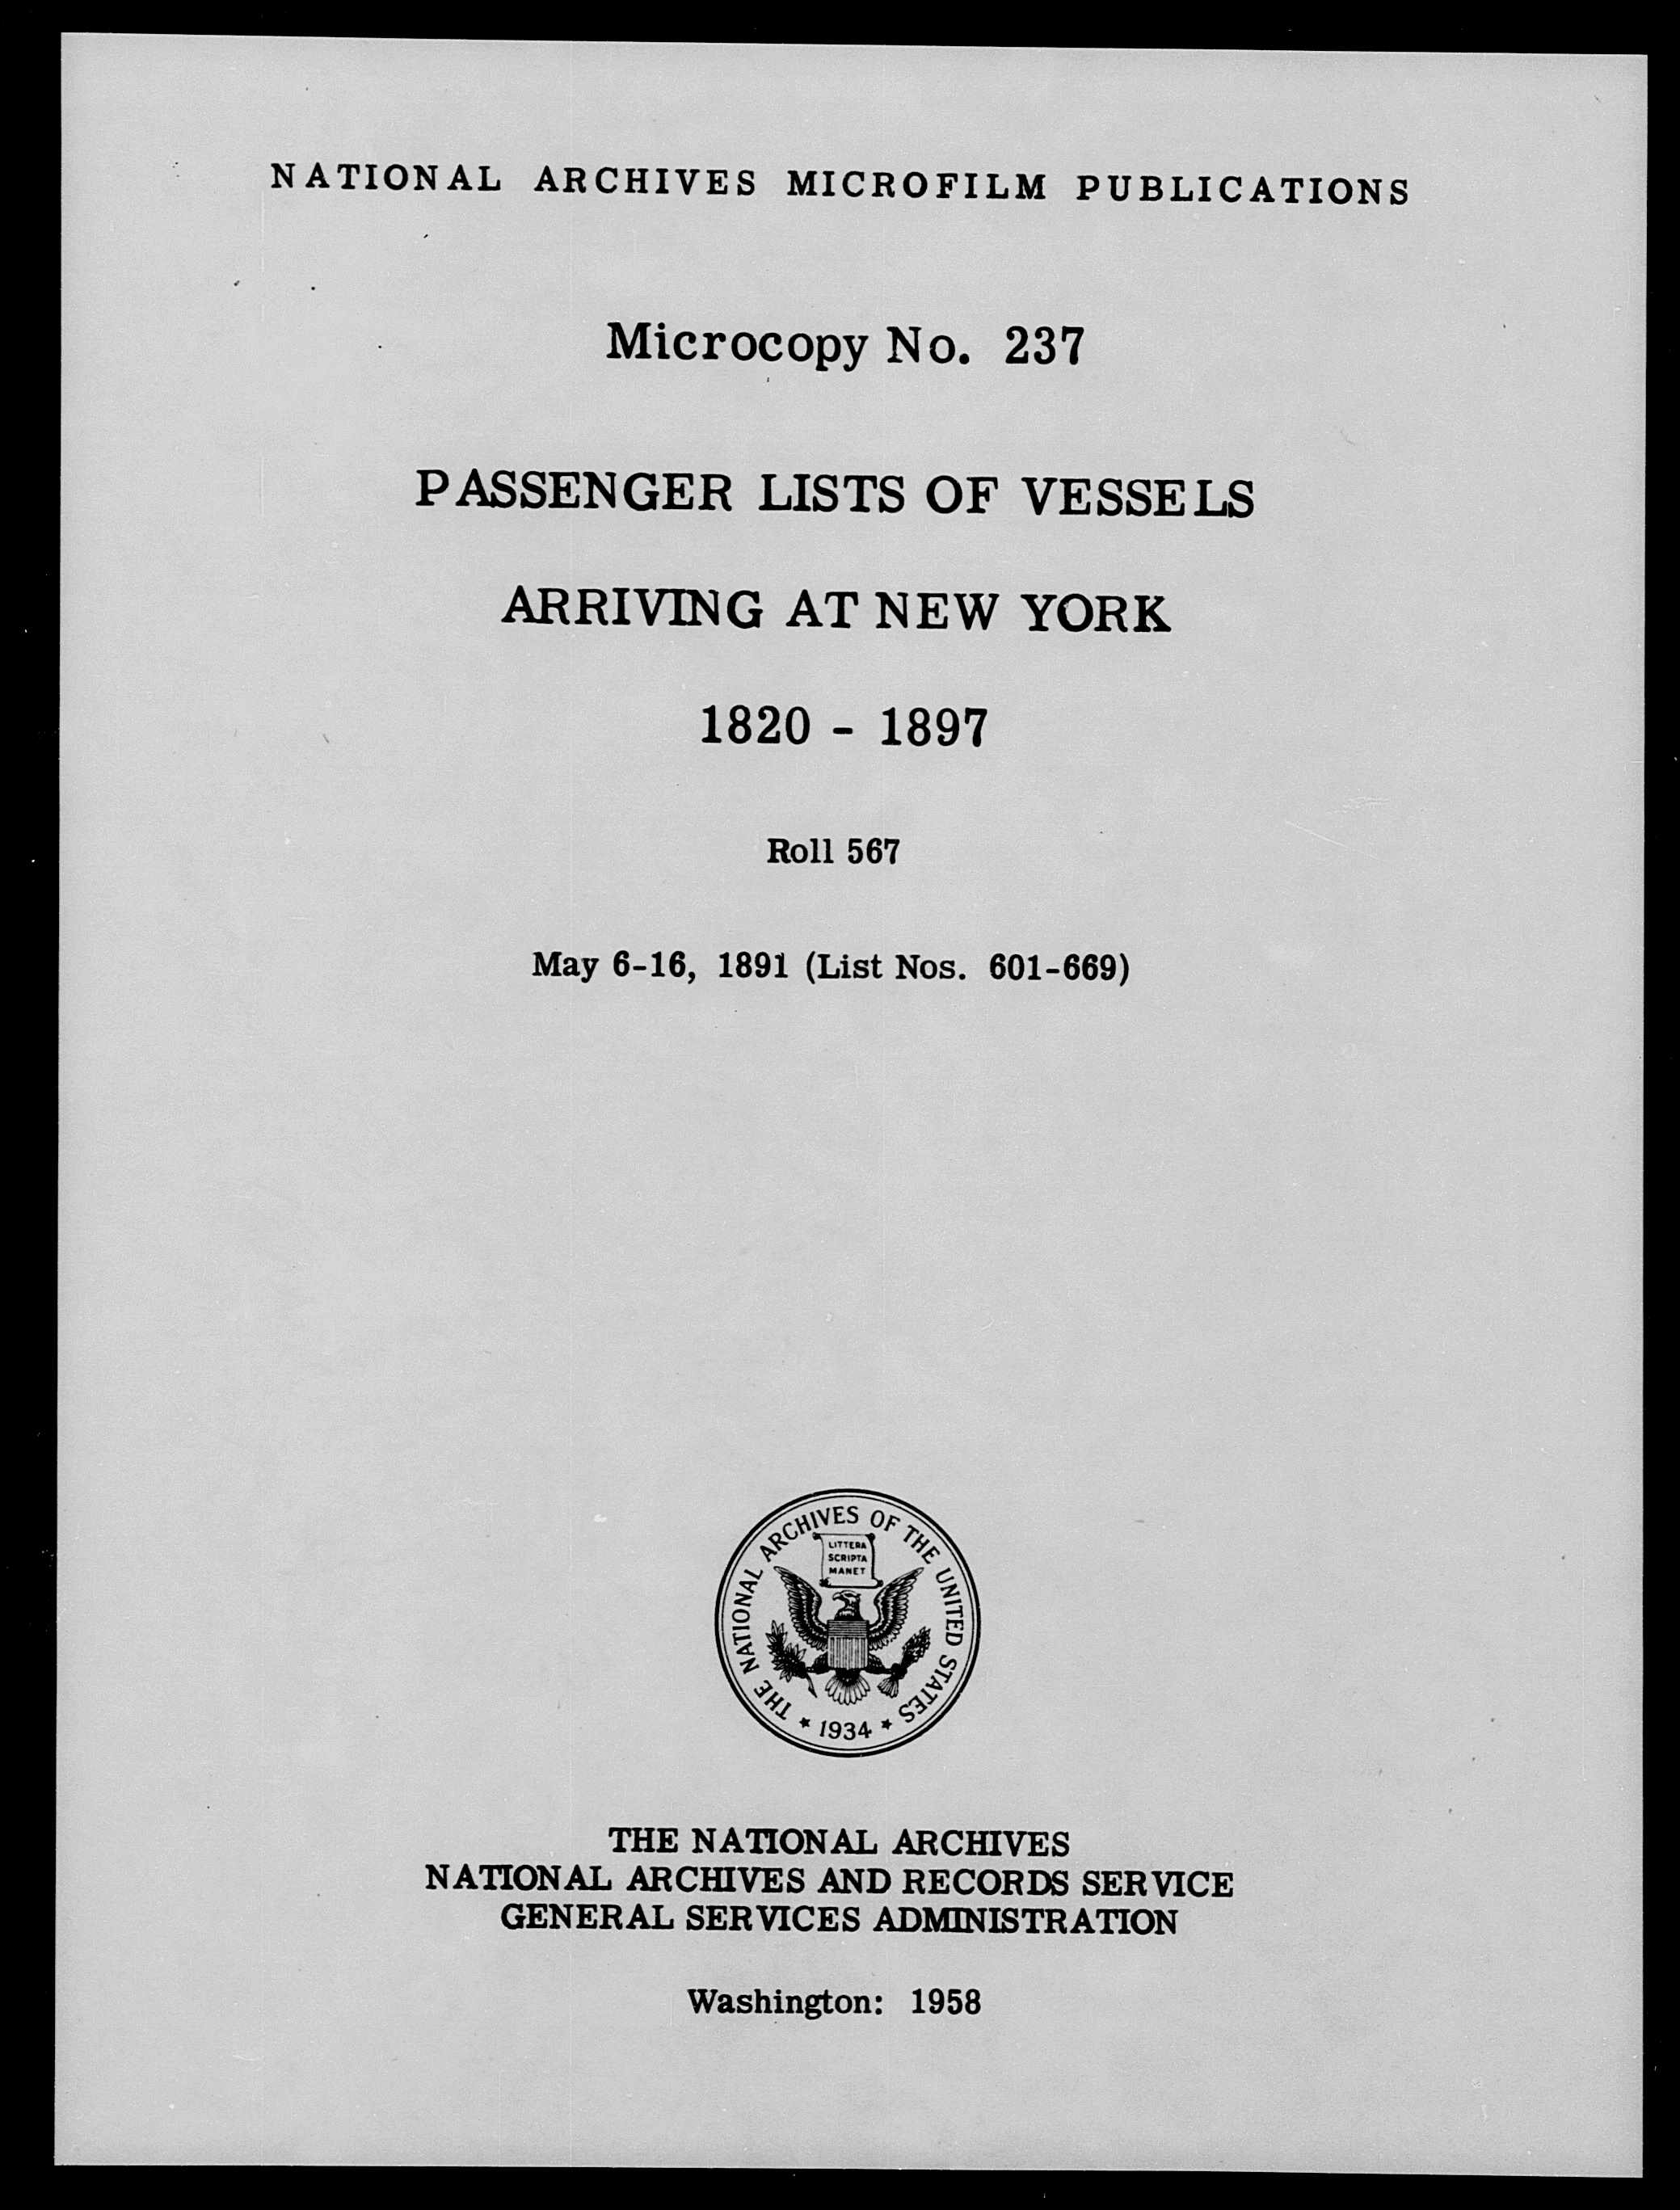 NATIONAL ARCHIVES MICROFILM PUBLICATIONS
Microcopy No. 237
PASSENGER LISTS OF VESSELS
ARRIVING AT NEW YORK
1820 - 1897
Roll 567
May 6-16, 1891 (List Nos. 601-669)
THE NATIONAL ARCHIVES OF THE UNITED STATES
LITTERA
SCRIPTA
MANET
★ 1934 ★
THE NATIONAL ARCHIVES
NATIONAL ARCHIVES AND RECORDS SERVICE
GENERAL SERVICES ADMINISTRATION
Washington: 1958